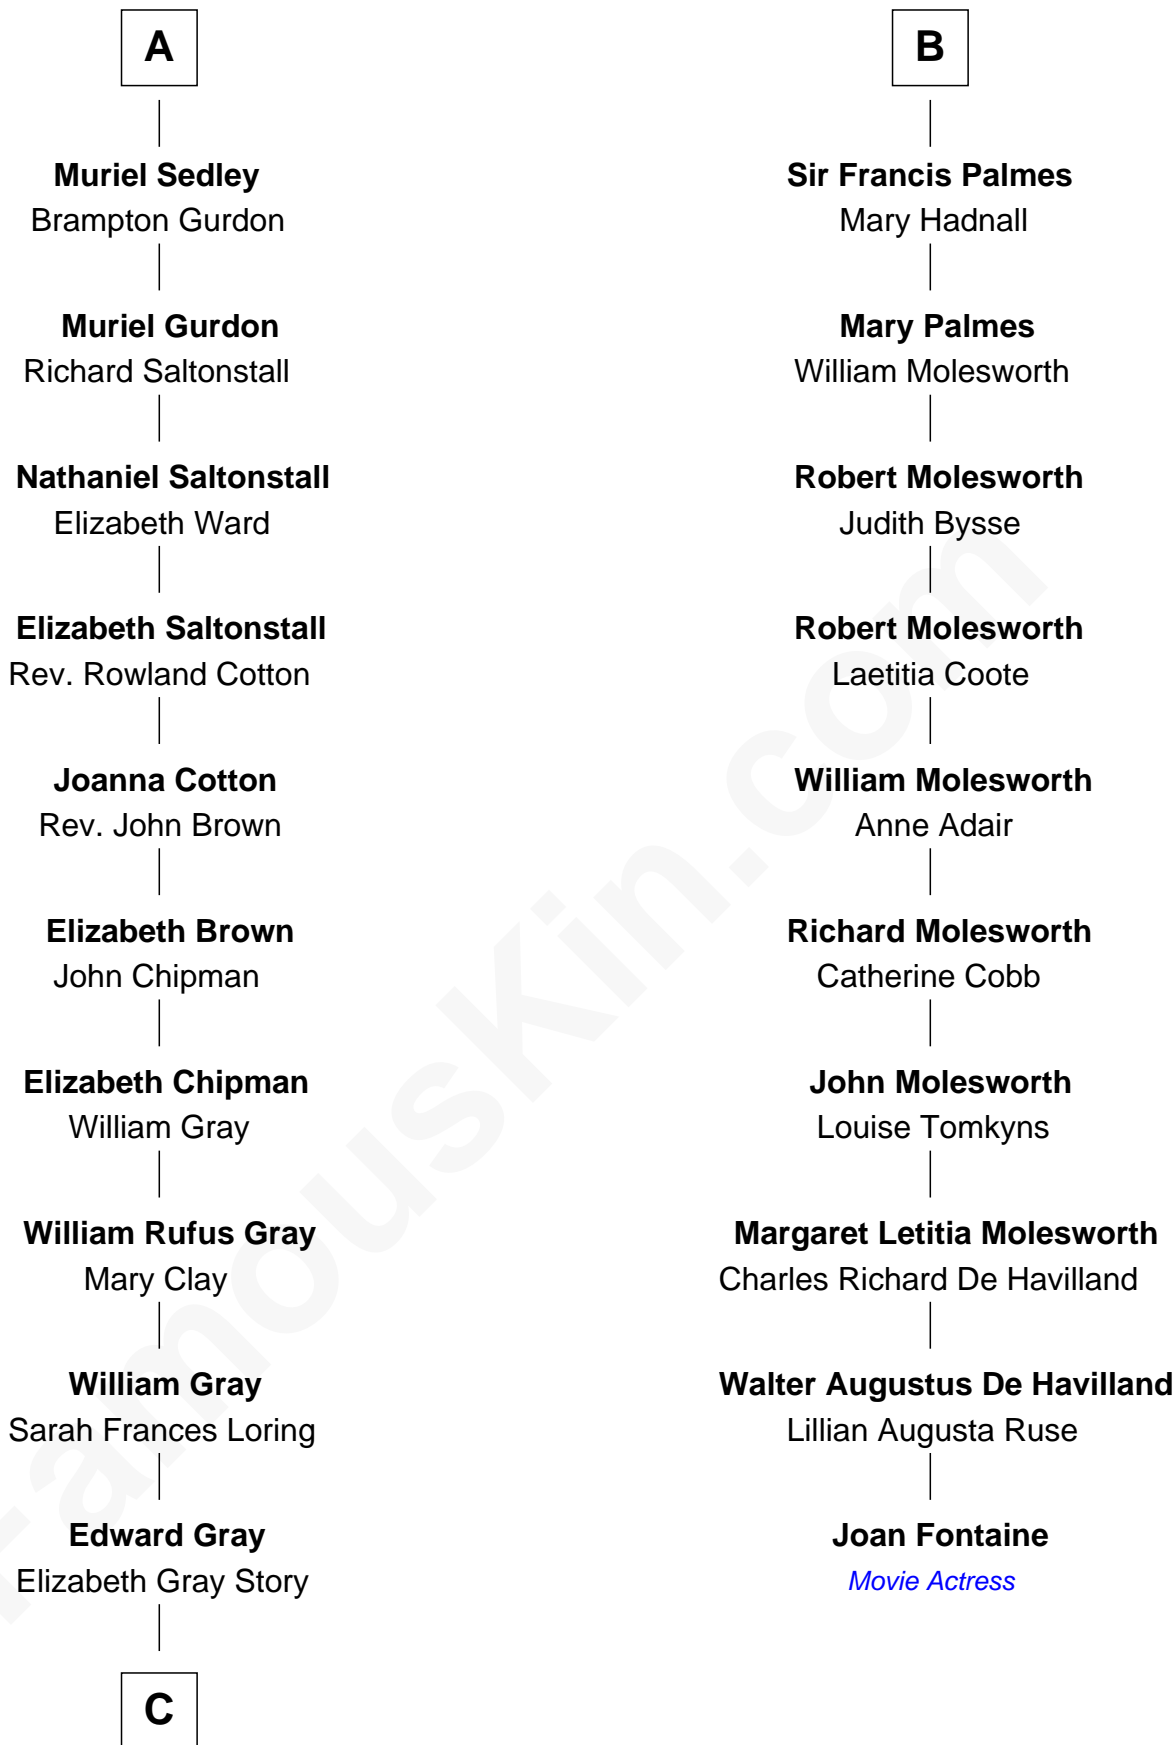 A
Muriel Sedley
Brampton Gurdon
Muriel Gurdon
Richard Saltonstall
Nathaniel Saltonstall
Elizabeth Ward
Elizabeth Saltonstall
Rev. Rowland Cotton
Joanna Cotton
Rev. John Brown
Elizabeth Brown
John Chipman
Elizabeth Chipman
William Gray
William Rufus Gray
Mary Clay
William Gray
Sarah Frances Loring
Edward Gray
Elizabeth Gray Story
C
B
Sir Francis Palmes
Mary Hadnall
Mary Palmes
William Molesworth
Robert Molesworth
Judith Bysse
Robert Molesworth
Laetitia Coote
William Molesworth
Anne Adair
Richard Molesworth
Catherine Cobb
John Molesworth
Louise Tomkyns
Margaret Letitia Molesworth
Charles Richard De Havilland
Walter Augustus De Havilland
Lillian Augusta Ruse
Joan Fontaine
Movie Actress
FamousKin.com